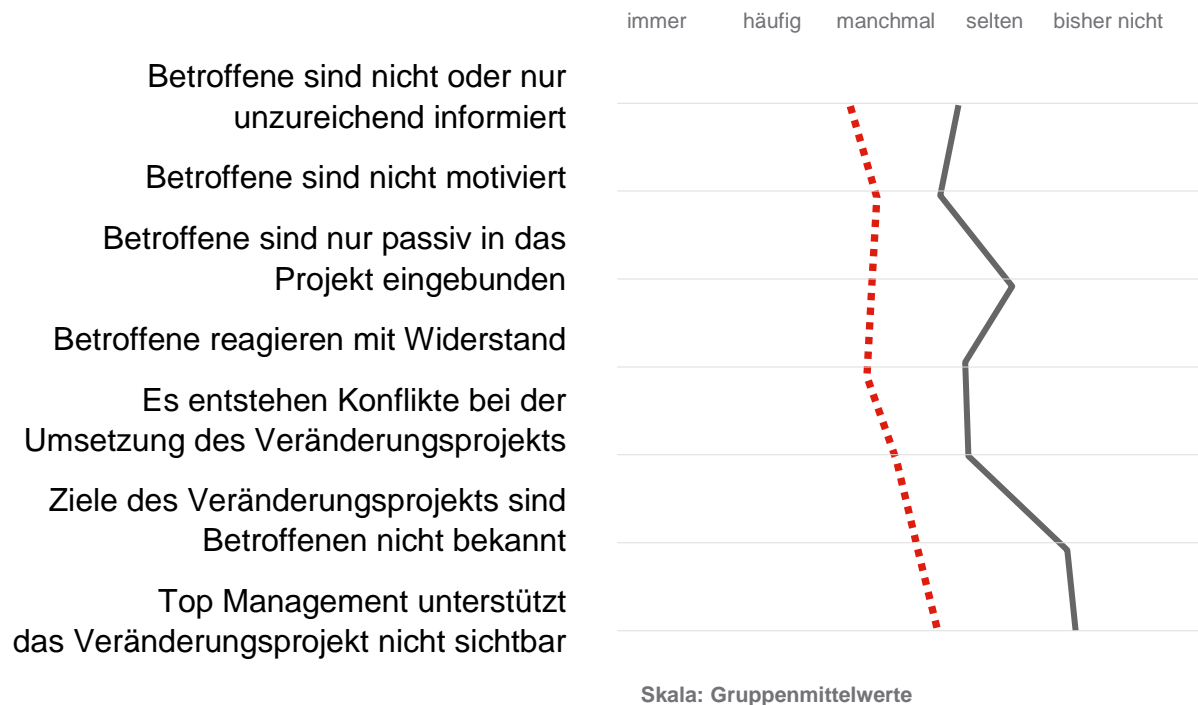 immer häufig manchmal selten bisher nicht
Betroffene sind nicht oder nur
unzureichend informiert
Betroffene sind nicht motiviert
Betroffene sind nur passiv in das
Projekt eingebunden
Betroffene reagieren mit Widerstand
Es entstehen Konflikte bei der
Umsetzung des Veränderungsprojekts
Ziele des Veränderungsprojekts sind
Betroffenen nicht bekannt
Top Management unterstützt
das Veränderungsprojekt nicht sichtbar
Skala: Gruppenmittelwerte